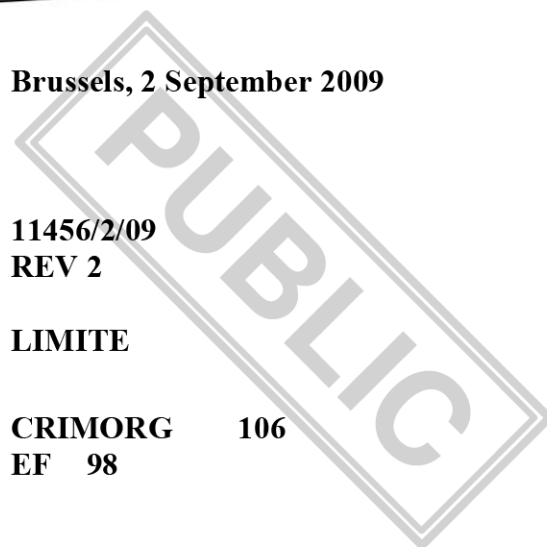 Brussels, 2 September 2009
11456/2/09
REV 2
LIMITE
CRIMORG 106
EF 98
PUBLIC